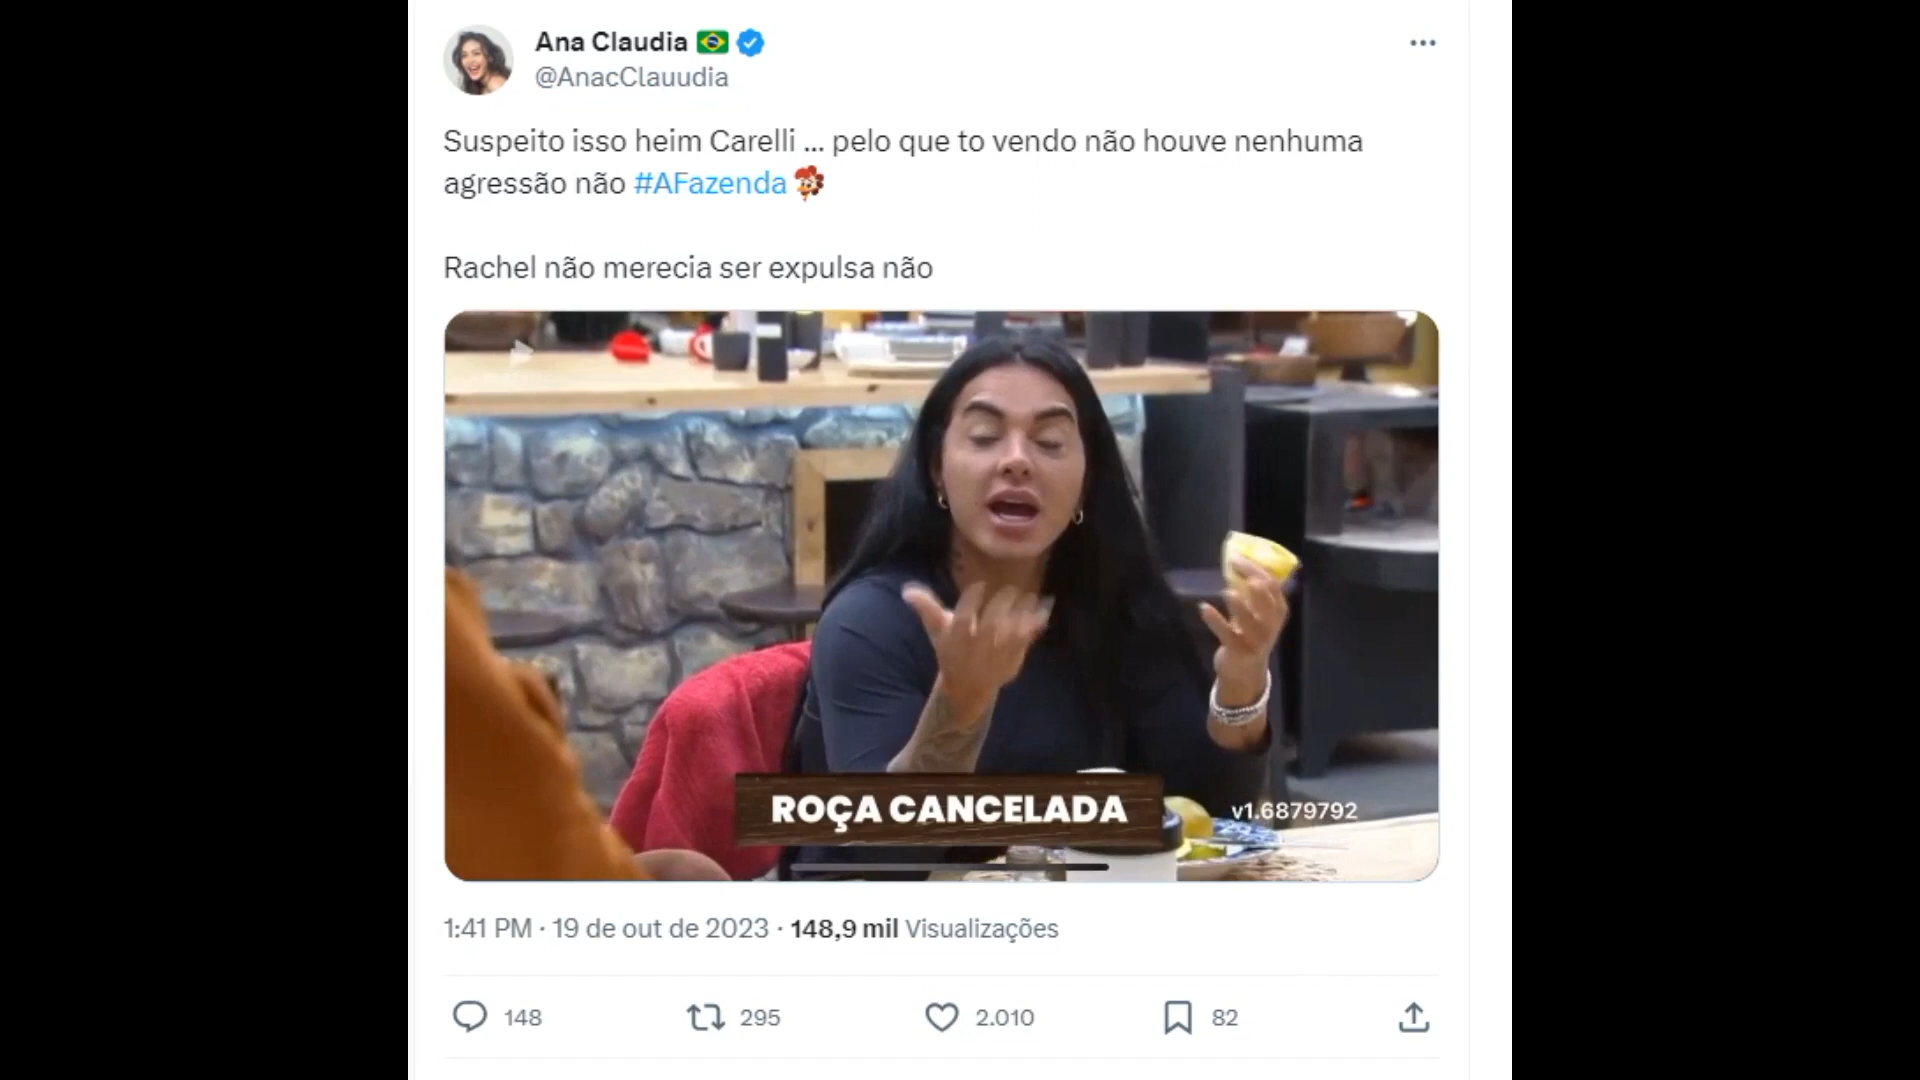 Ana Claudia
@AnacClauudia
Suspeito isso heim Carelli ... pelo que to vendo não houve nenhuma
agressão não #AFazenda
Rachel não merecia ser expulsa não
ROÇA CANCELADA
v1.6879792
1:41 PM · 19 de out de 2023 · 148,9 mil Visualizações
148 295 2.010 82